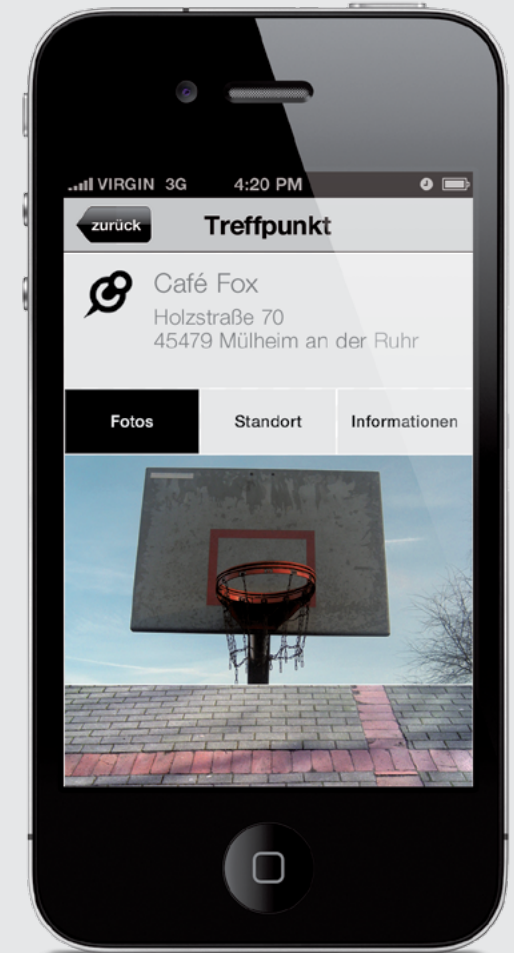 VIRGIN 3G 4:20 PM
zurück Treffpunkt
Café Fox
Holzstraße 70
45479 Mülheim an der Ruhr
Fotos Standort Informationen